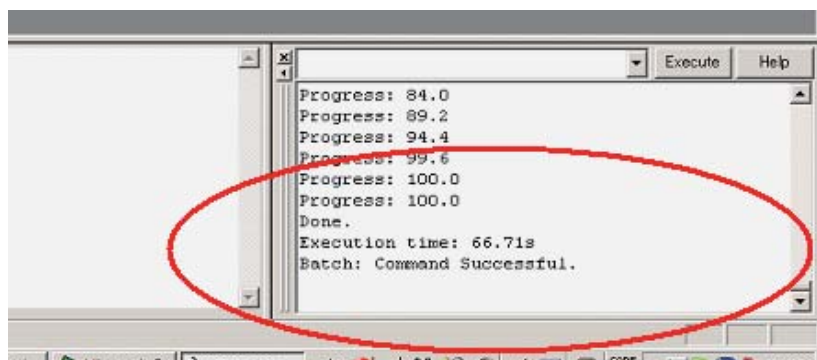 Execute Help
Progress: 84.0
Progress: 89.2
Progress: 94.4
Progress: 99.6
Progress: 100.0
Progress: 100.0
Done.
Execution time: 66.71s
Batch: Command Successful.